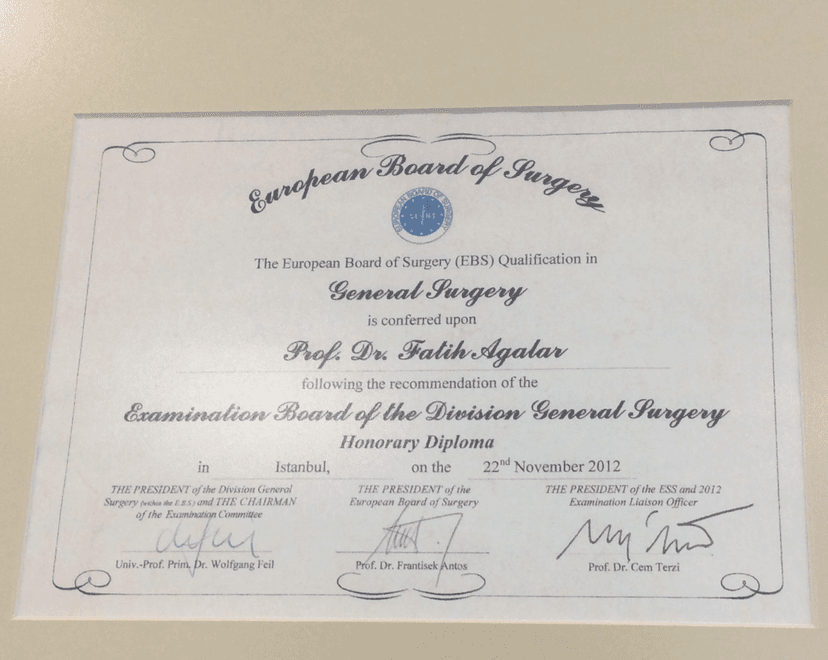 European Board of Surgery
EUROPEAN BOARD OF SURGERY
The European Board of Surgery (EBS) Qualification in
General Surgery
is conferred upon
Prof. Dr. Fatih Agalar
following the recommendation of the
Examination Board of the Division General Surgery
Honorary Diploma
in Istanbul, on the 22nd November 2012
THE PRESIDENT of the Division General
Surgery (within the E.B.S) and THE CHAIRMAN
of the Examination Committee
Univ.-Prof. Prim. Dr. Wolfgang Feil
THE PRESIDENT of the
European Board of Surgery
Prof. Dr. Frantisek Antos
THE PRESIDENT of the ESS and 2012
Examination Liaison Officer
Prof. Dr. Cem Terzi